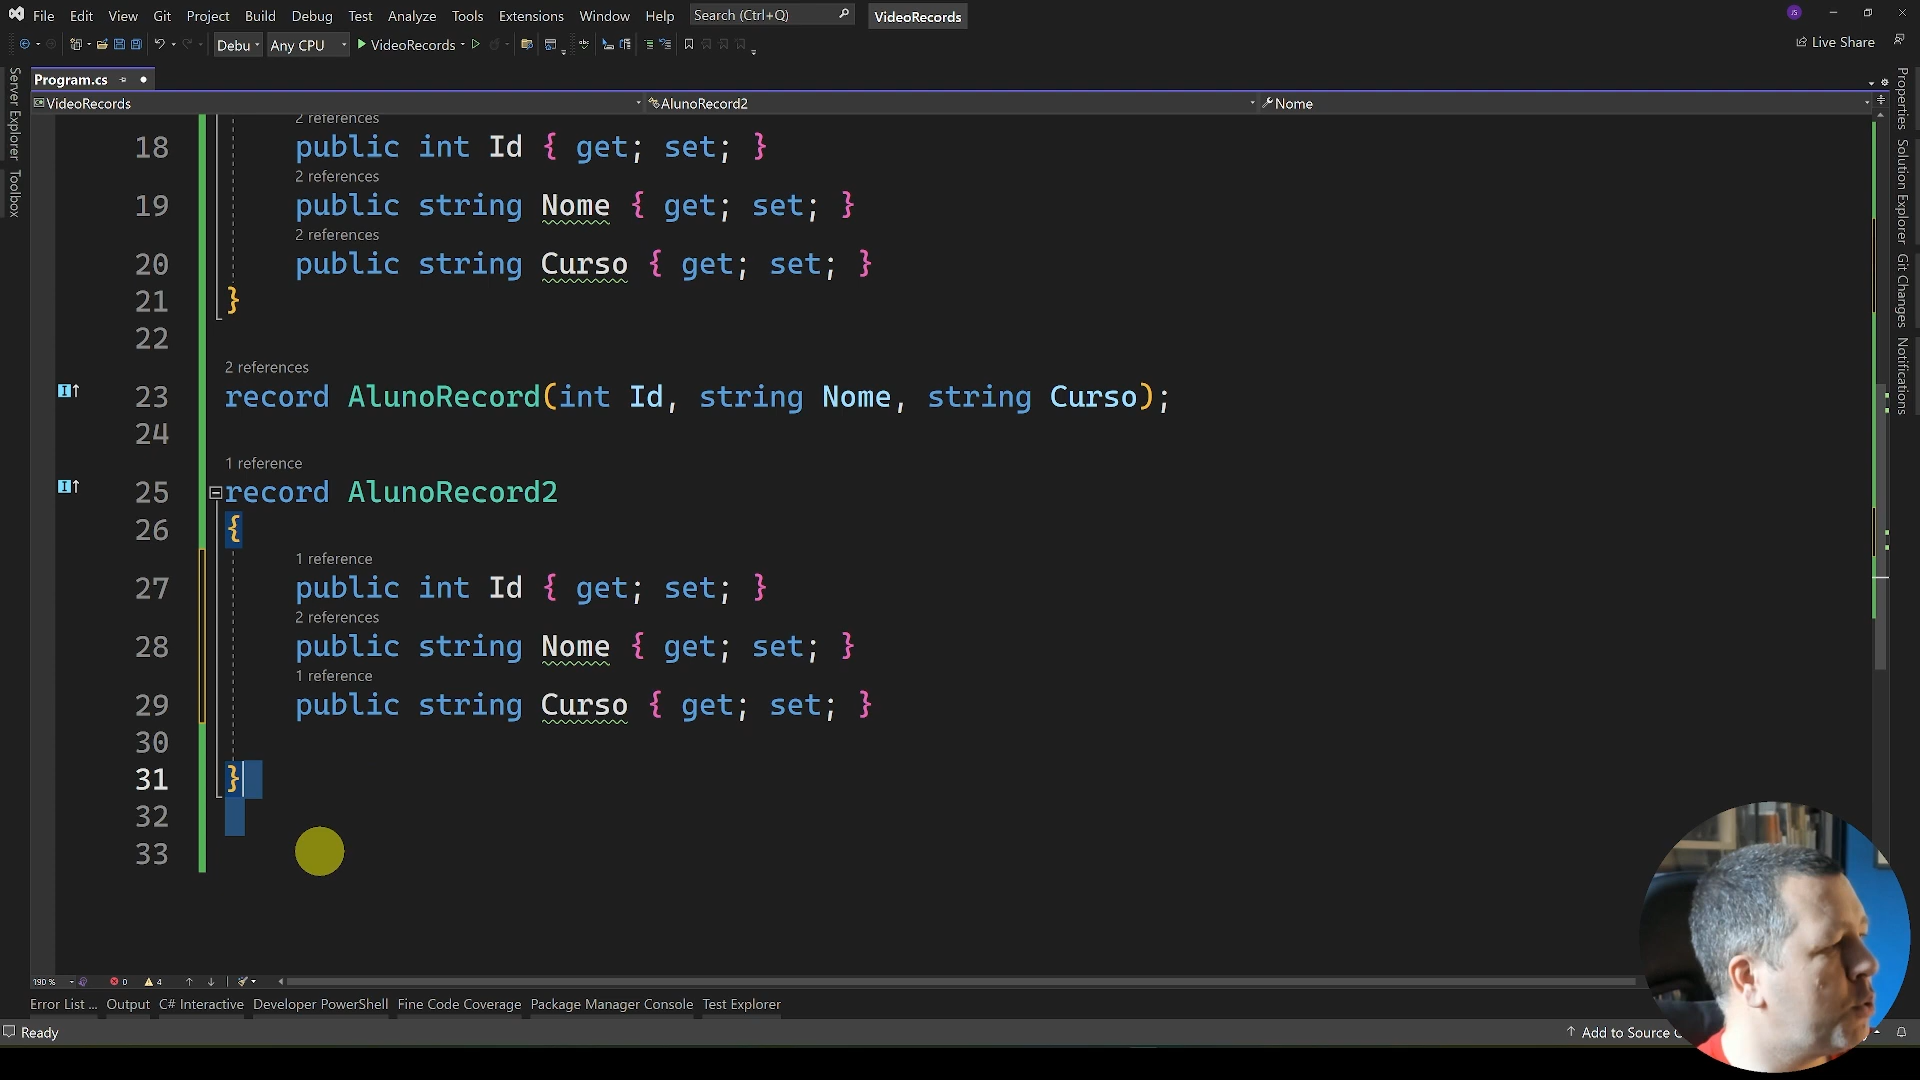 File Edit View Git Project Build Debug Test Analyze Tools Extensions Window Help Search (Ctrl+Q) VideoRecords
Debu Any CPU VideoRecords Live Share
Program.cs
VideoRecords AlunoRecord2 Nome
Server Explorer
Toolbox
2 references
18 public int Id { get; set; }
2 references
19 public string Nome { get; set; }
2 references
20 public string Curso { get; set; }
21 }
22
2 references
23 record AlunoRecord(int Id, string Nome, string Curso);
24
1 reference
25 record AlunoRecord2
26 {
1 reference
27 public int Id { get; set; }
2 references
28 public string Nome { get; set; }
1 reference
29 public string Curso { get; set; }
30
31 }
32
33
Properties
Solution Explorer
Git Changes
Notifications
190 % 0 4
Error List ... Output C# Interactive Developer PowerShell Fine Code Coverage Package Manager Console Test Explorer
Ready Add to Source C